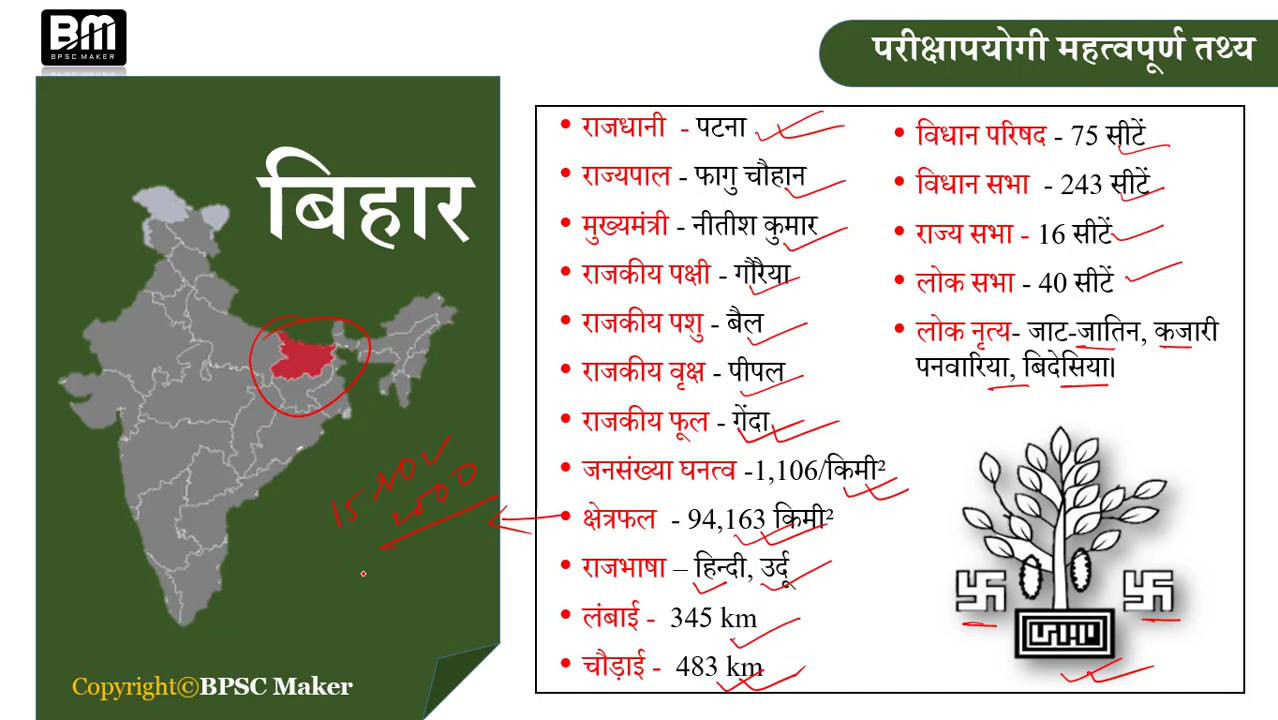 BM
BPSC MAKER
परीक्षापयोगी महत्वपूर्ण तथ्य
बिहार
• राजधानी - पटना
• राज्यपाल - फागु चौहान
• मुख्यमंत्री - नीतीश कुमार
• राजकीय पक्षी - गौरैया
• राजकीय पशु - बैल
• राजकीय वृक्ष - पीपल
• राजकीय फूल - गेंदा
• जनसंख्या घनत्व -1,106/किमी²
• क्षेत्रफल - 94,163 किमी²
• राजभाषा – हिन्दी, उर्दू
• लंबाई - 345 km
• चौड़ाई - 483 km
• विधान परिषद - 75 सीटें
• विधान सभा - 243 सीटें
• राज्य सभा - 16 सीटें
• लोक सभा - 40 सीटें
• लोक नृत्य- जाट-जातिन, कजारी
पनवारिया, बिदेसिया।
15 NOV
2000
Copyright©BPSC Maker